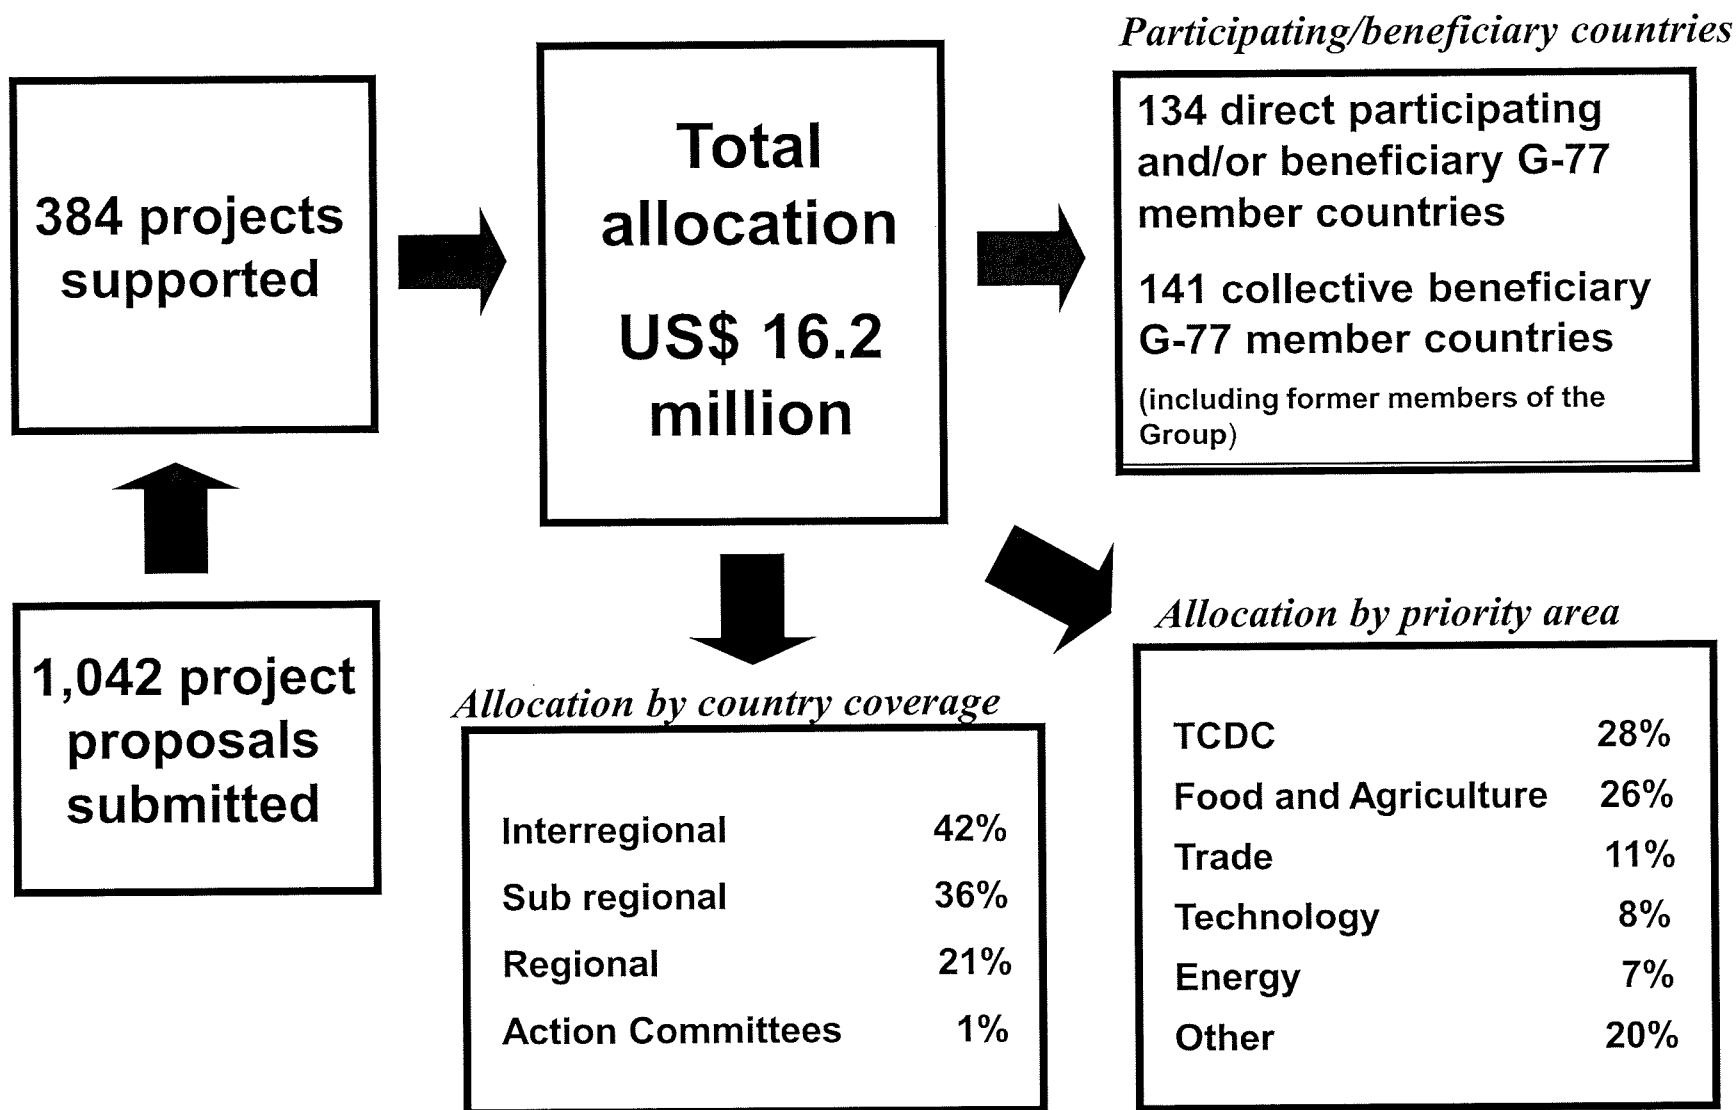 Participating/beneficiary countries
384 projects
supported
Total
allocation
US$ 16.2
million
134 direct participating
and/or beneficiary G-77
member countries
141 collective beneficiary
G-77 member countries
(including former members of the
Group)
1,042 project
proposals
submitted
Allocation by country coverage
Interregional 42%
Sub regional 36%
Regional 21%
Action Committees 1%
Allocation by priority area
TCDC 28%
Food and Agriculture 26%
Trade 11%
Technology 8%
Energy 7%
Other 20%